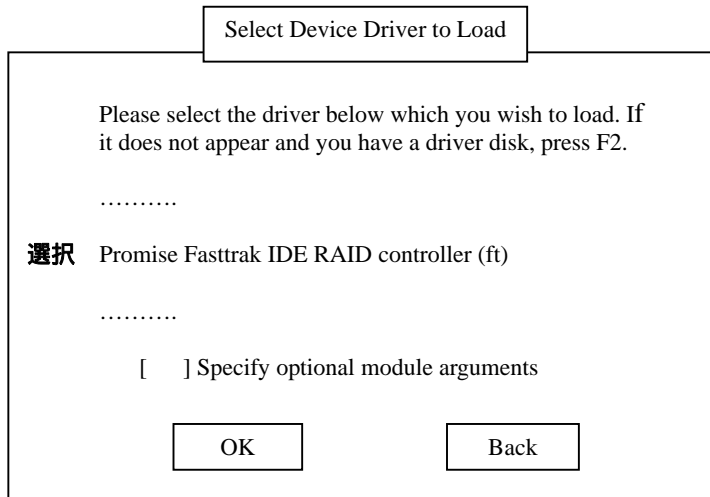 Select Device Driver to Load
Please select the driver below which you wish to load. If
it does not appear and you have a driver disk, press F2.
……….
選択 Promise Fasttrak IDE RAID controller (ft)
……….
[ ] Specify optional module arguments
OK Back